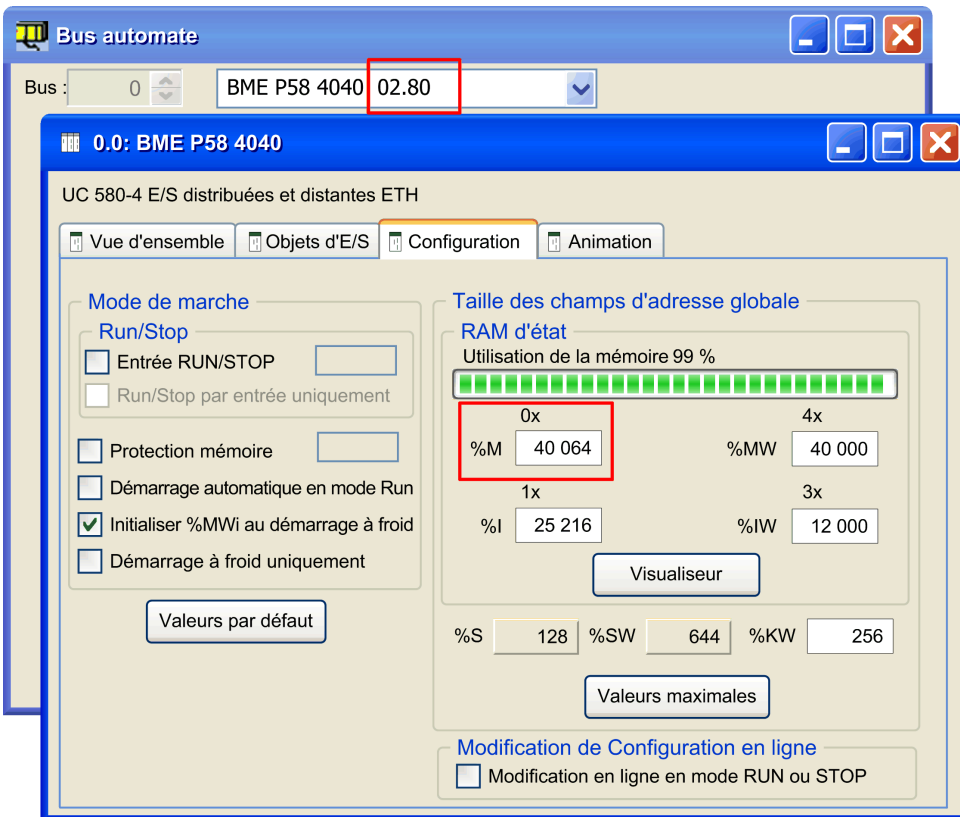 Bus automate
Bus : 0 BME P58 4040 02.80
0.0: BME P58 4040
UC 580-4 E/S distribuées et distantes ETH
Vue d'ensemble Objets d'E/S Configuration Animation
Mode de marche
Run/Stop
Entrée RUN/STOP
Run/Stop par entrée uniquement
Protection mémoire
Démarrage automatique en mode Run
Initialiser %MWi au démarrage à froid
Démarrage à froid uniquement
Valeurs par défaut
Taille des champs d'adresse globale
RAM d'état
Utilisation de la mémoire 99 %
0x 4x
%M 40 064 %MW 40 000
1x 3x
%I 25 216 %IW 12 000
Visualiseur
%S 128 %SW 644 %KW 256
Valeurs maximales
Modification de Configuration en ligne
Modification en ligne en mode RUN ou STOP